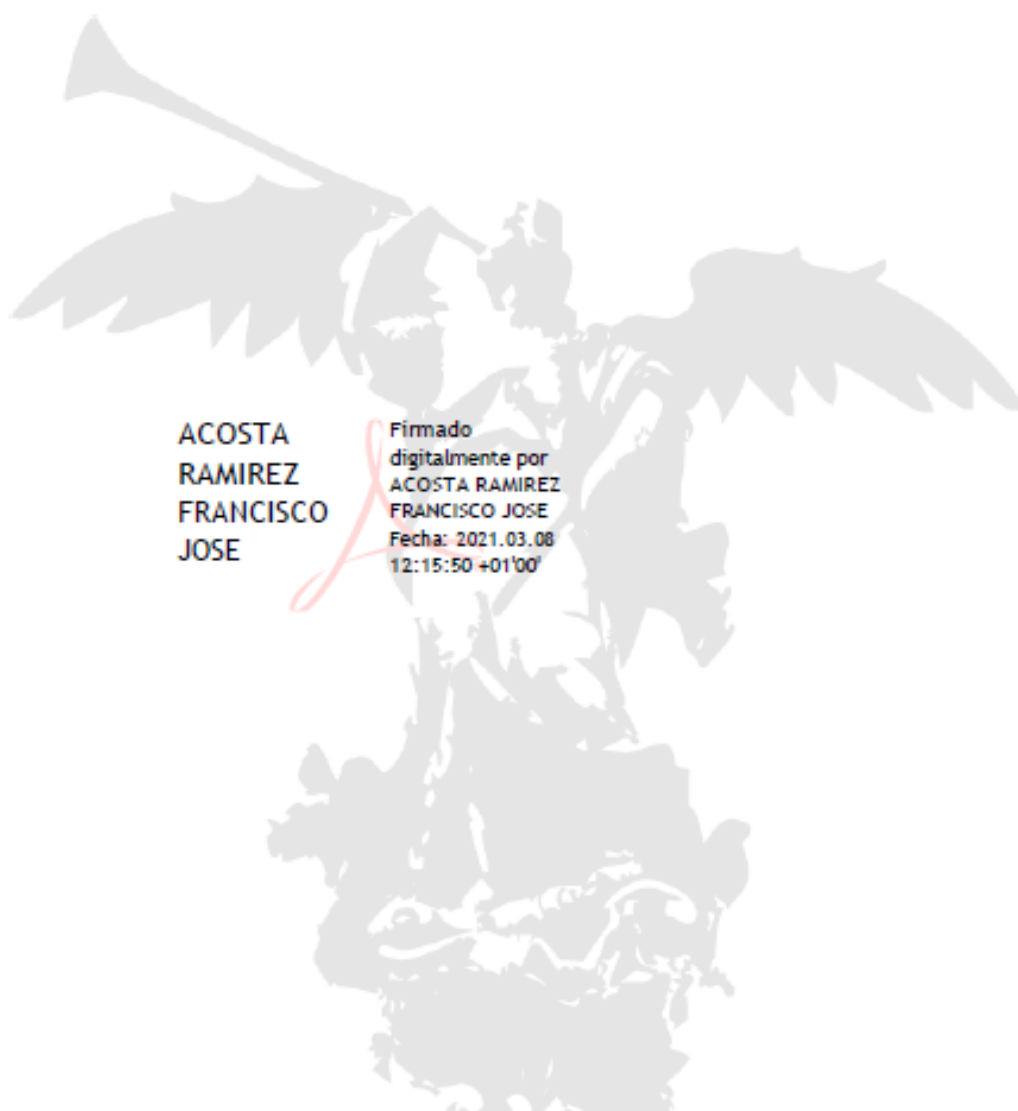 ACOSTA
RAMIREZ
FRANCISCO
JOSE
Firmado
digitalmente por
ACOSTA RAMIREZ
FRANCISCO JOSE
Fecha: 2021.03.08
12:15:50 +01'00'